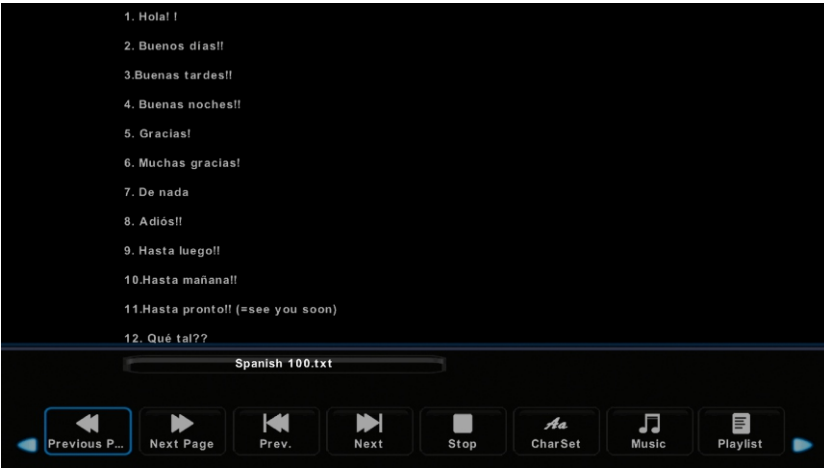 1. Hola! !
2. Buenos dias!!
3.Buenas tardes!!
4. Buenas noches!!
5. Gracias!
6. Muchas gracias!
7. De nada
8. Adiós!!
9. Hasta luego!!
10.Hasta mañana!!
11.Hasta pronto!! (=see you soon)
12. Qué tal??
Spanish 100.txt
Previous P... Next Page Prev. Next Stop CharSet Music Playlist